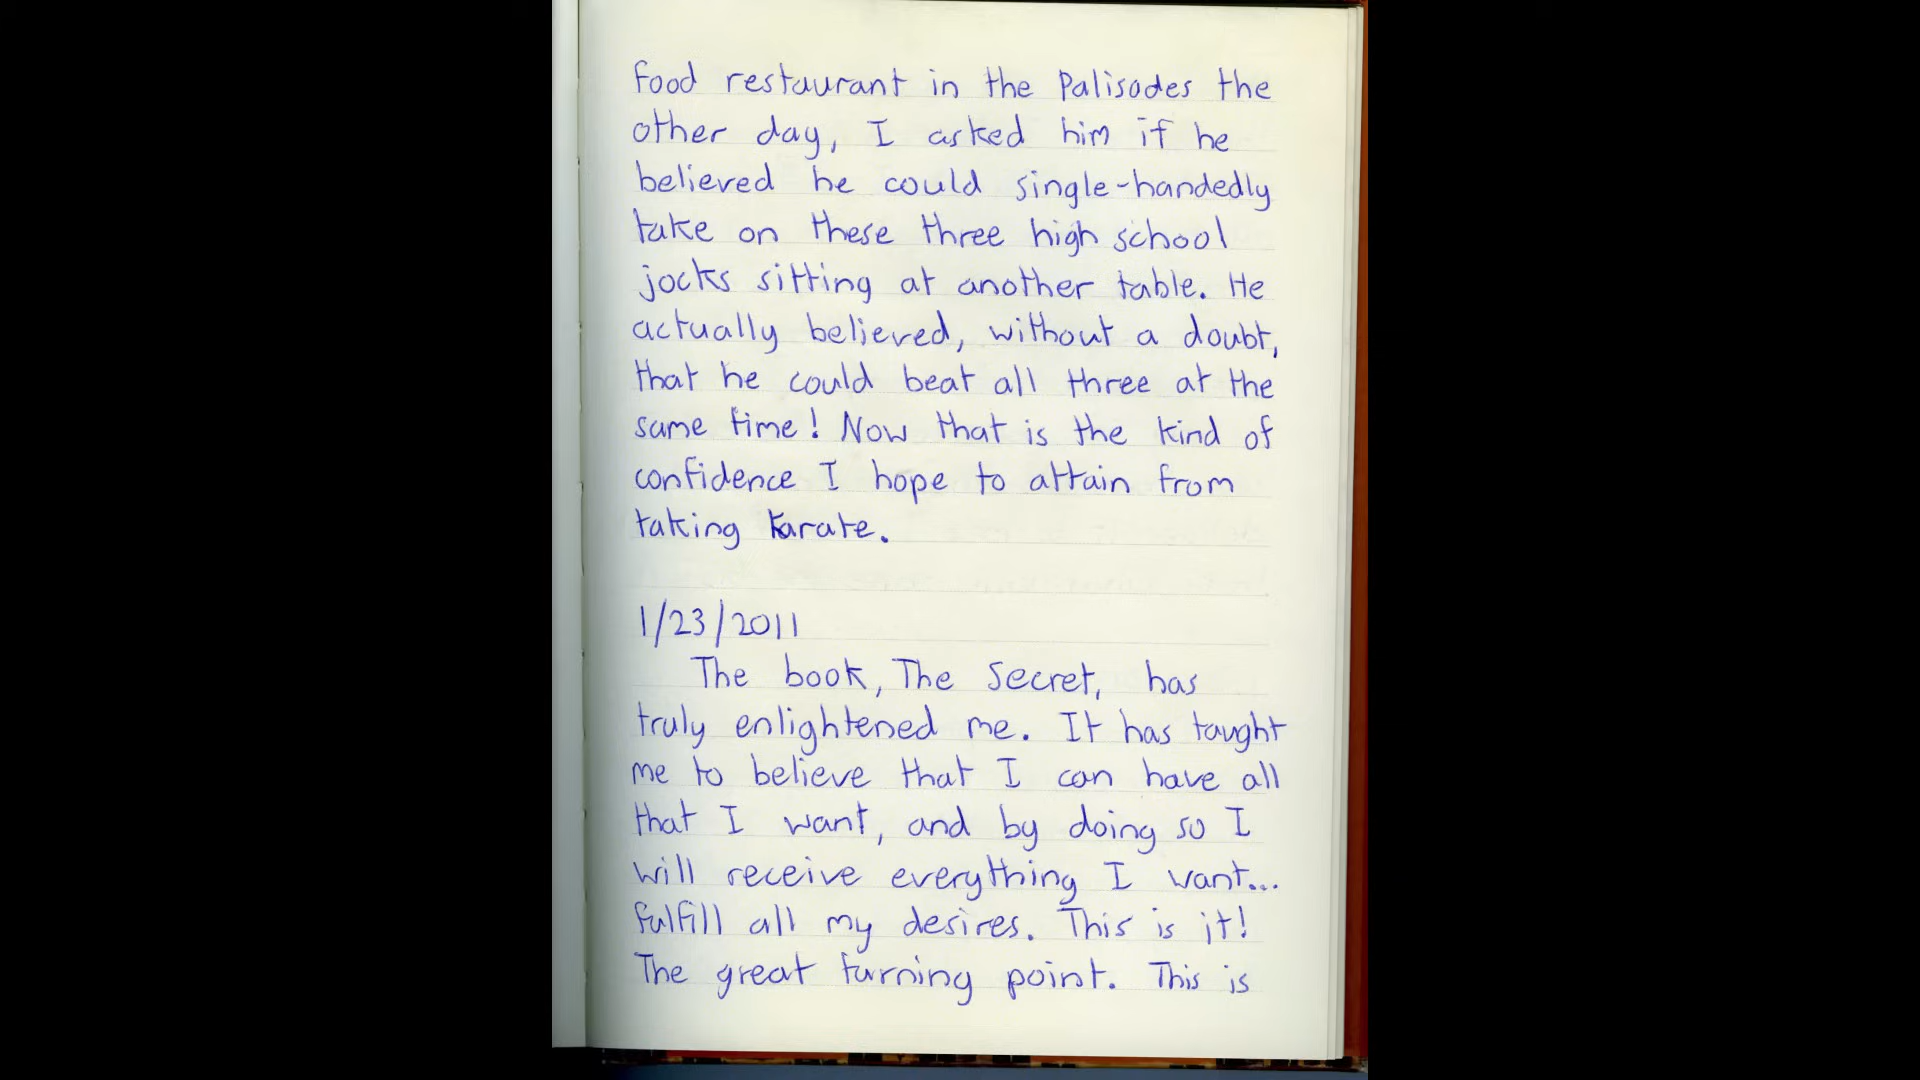 food restaurant in the Palisades the
other day, I asked him if he
believed he could single-handedly
take on these three high school
jocks sitting at another table. He
actually believed, without a doubt,
that he could beat all three at the
same time! Now that is the kind of
confidence I hope to attain from
taking karate.
1/23/2011
The book, The Secret, has
truly enlightened me. It has taught
me to believe that I can have all
that I want, and by doing so I
will receive everything I want...
fulfill all my desires. This is it!
The great turning point. This is